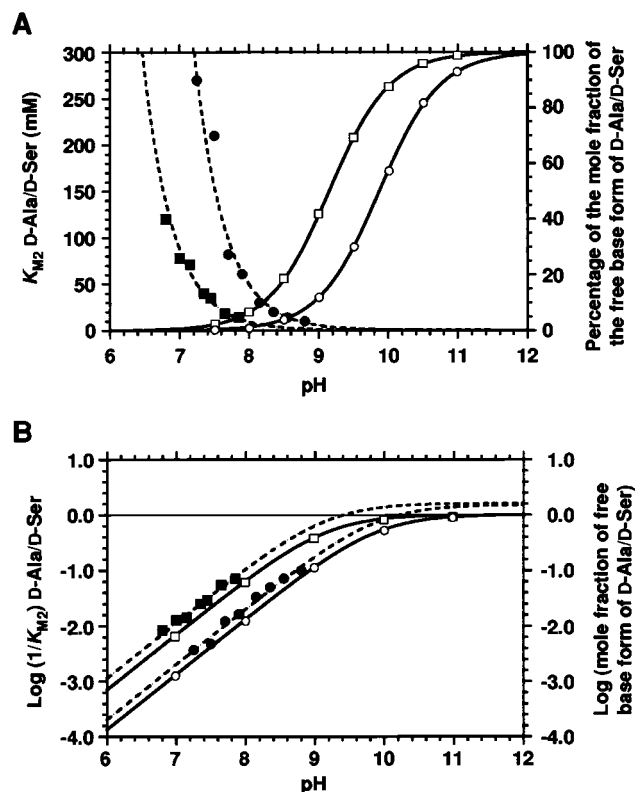 A
K_M2 D-Ala/D-Ser (mM)
300
250
200
150
100
50
0
100
80
60
40
20
0
Percentage of the mole fraction of
the free base form of D-Ala/D-Ser
6 7 8 9 10 11 12
pH
B
Log (1/K_M2) D-Ala/D-Ser
1.0
0.0
-1.0
-2.0
-3.0
-4.0
1.0
0.0
-1.0
-2.0
-3.0
-4.0
Log (mole fraction of free
base form of D-Ala/D-Ser)
6 7 8 9 10 11 12
pH